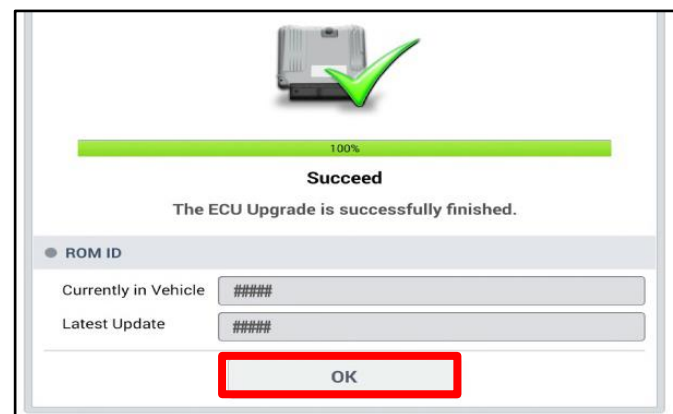 100%
Succeed
The ECU Upgrade is successfully finished.
ROM ID
Currently in Vehicle #####
Latest Update #####
OK